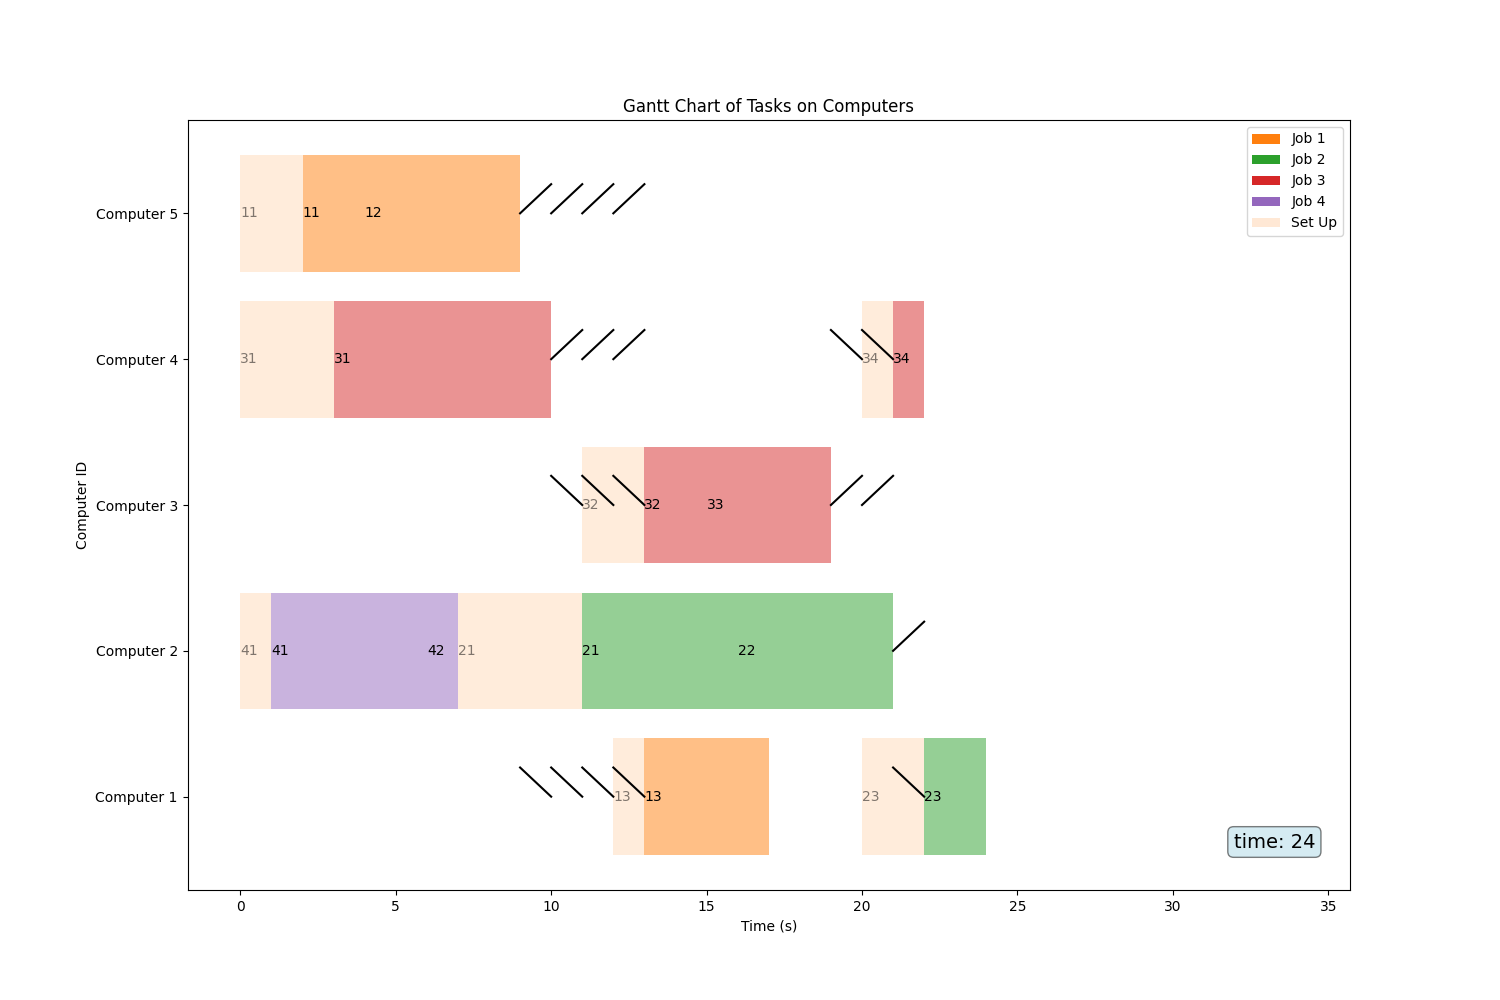 Gantt Chart of Tasks on Computers
Job 1
Job 2
Job 3
Job 4
Set Up
Computer 5
11 11 12
Computer 4
31 31 34 34
Computer 3
32 32 33
Computer 2
41 41 42 21 21 22
Computer 1
13 13 23 23
Computer ID
time: 24
0 5 10 15 20 25 30 35
Time (s)